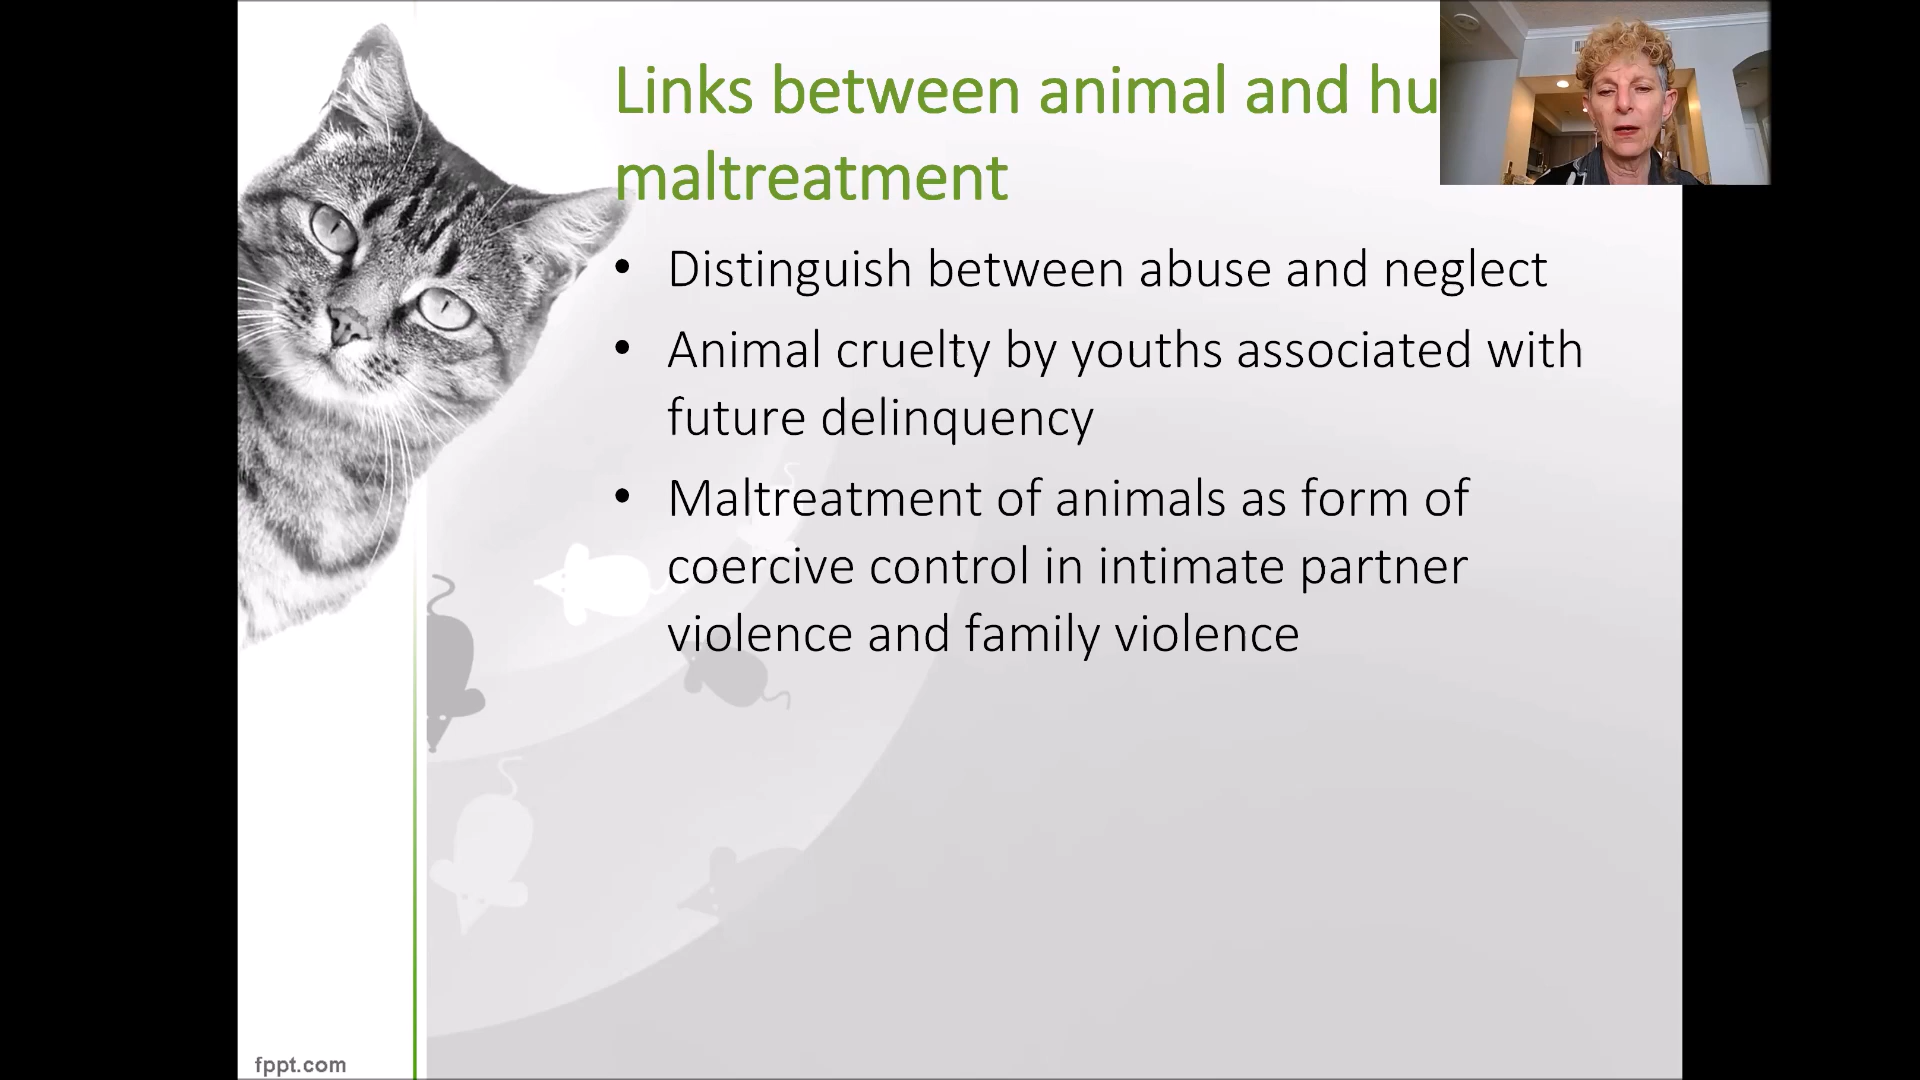 Links between animal and hu
maltreatment
• Distinguish between abuse and neglect
• Animal cruelty by youths associated with
future delinquency
• Maltreatment of animals as form of
coercive control in intimate partner
violence and family violence
fppt.com